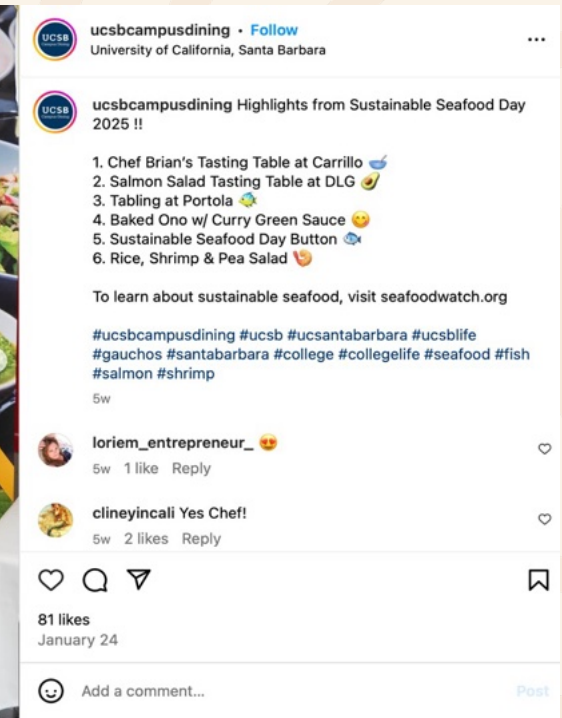 UCSB
ucsbcampusdining • Follow
University of California, Santa Barbara
UCSB
ucsbcampusdining Highlights from Sustainable Seafood Day
2025 !!
1. Chef Brian's Tasting Table at Carrillo 🥣
2. Salmon Salad Tasting Table at DLG 🥑
3. Tabling at Portola 🐠
4. Baked Ono w/ Curry Green Sauce 😋
5. Sustainable Seafood Day Button 🐟
6. Rice, Shrimp & Pea Salad 🍤
To learn about sustainable seafood, visit seafoodwatch.org
#ucsbcampusdining #ucsb #ucsantabarbara #ucsblife
#gauchos #santabarbara #college #collegelife #seafood #fish
#salmon #shrimp
5w
loriem_entrepreneur_ 😍
5w 1 like Reply
clineyincali Yes Chef!
5w 2 likes Reply
81 likes
January 24
Add a comment...
Post